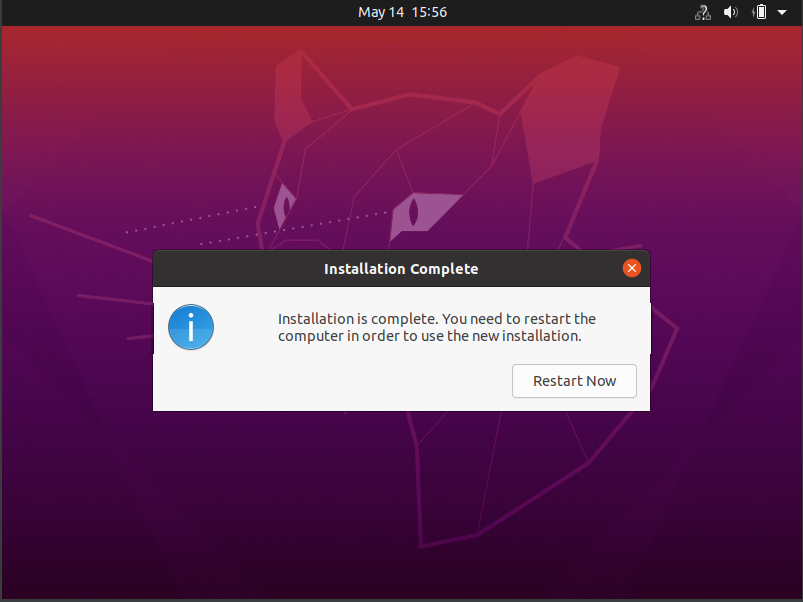 May 14 15:56
Installation Complete
Installation is complete. You need to restart the
computer in order to use the new installation.
Restart Now